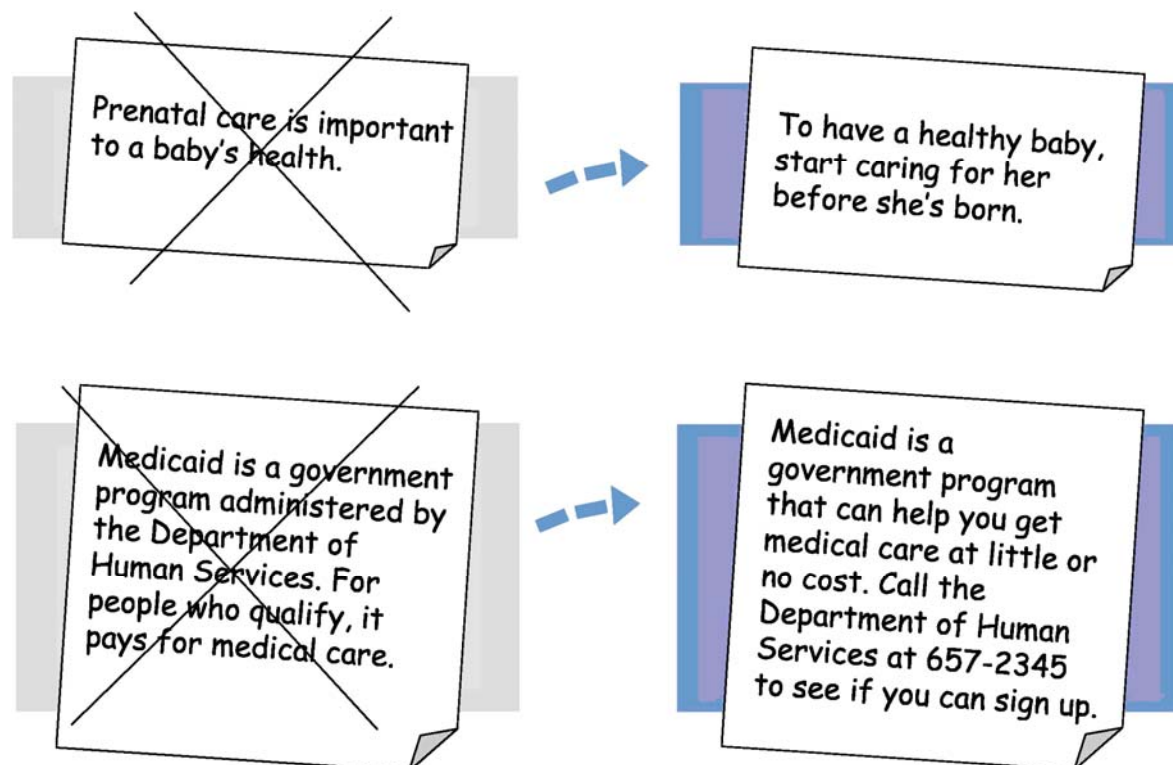 Prenatal care is important
to a baby's health.
To have a healthy baby,
start caring for her
before she's born.
Medicaid is a government
program administered by
the Department of
Human Services. For
people who qualify, it
pays for medical care.
Medicaid is a
government program
that can help you get
medical care at little or
no cost. Call the
Department of Human
Services at 657-2345
to see if you can sign up.